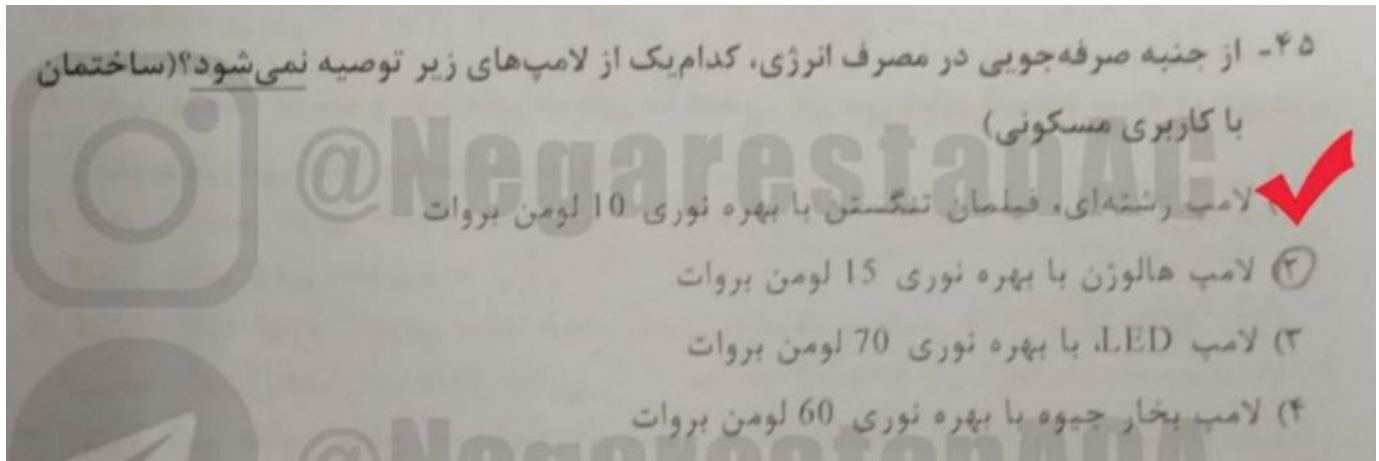 ۴۵- از جنبه صرفه‌جویی در مصرف انرژی، کدام‌یک از لامپ‌های زیر توصیه نمی‌شود؟(ساختمان
با کاربری مسکونی)
لامپ رشته‌ای، فیلمان تنگستن با بهره نوری 10 لومن بروات
۲) لامپ هالوژن با بهره نوری 15 لومن بروات
۳) لامپ LED، با بهره نوری 70 لومن بروات
۴) لامپ بخار جیوه با بهره نوری 60 لومن بروات
@NegarestanAC